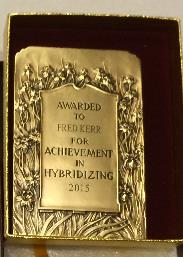 AWARDED
TO
FRED KERR
FOR
ACHIEVEMENT
IN
HYBRIDIZING
2015